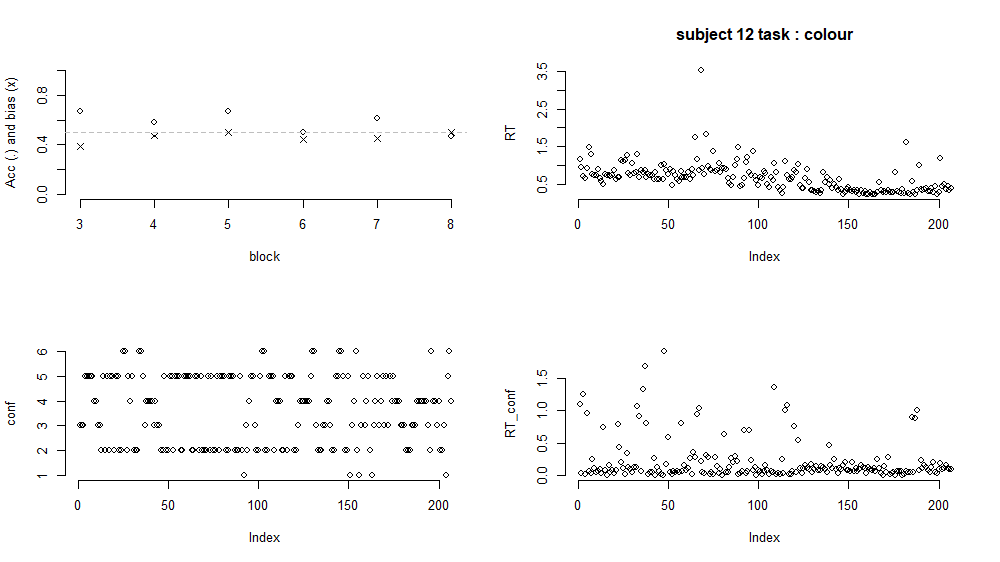 subject 12 task : colour
Acc (.) and bias (x)
0.0 0.4 0.8
3 4 5 6 7 8
block
RT
0.5 1.5 2.5 3.5
0 50 100 150 200
Index
conf
1 2 3 4 5 6
0 50 100 150 200
Index
RT_conf
0.0 0.5 1.0 1.5
0 50 100 150 200
Index